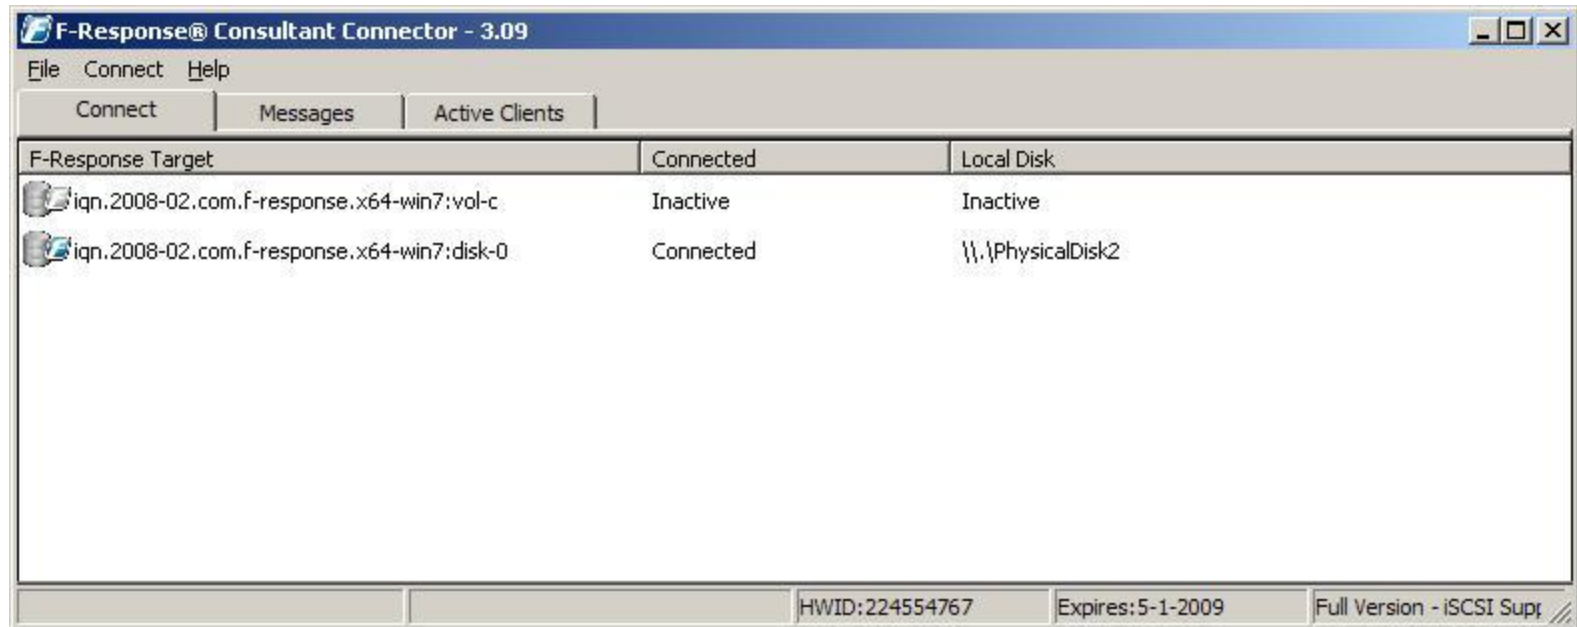 F-Response® Consultant Connector - 3.09
File Connect Help
Connect Messages Active Clients
F-Response Target Connected Local Disk
iqn.2008-02.com.f-response.x64-win7:vol-c Inactive Inactive
iqn.2008-02.com.f-response.x64-win7:disk-0 Connected \\.\PhysicalDisk2
HWID:224554767 Expires:5-1-2009 Full Version - iSCSI Supp